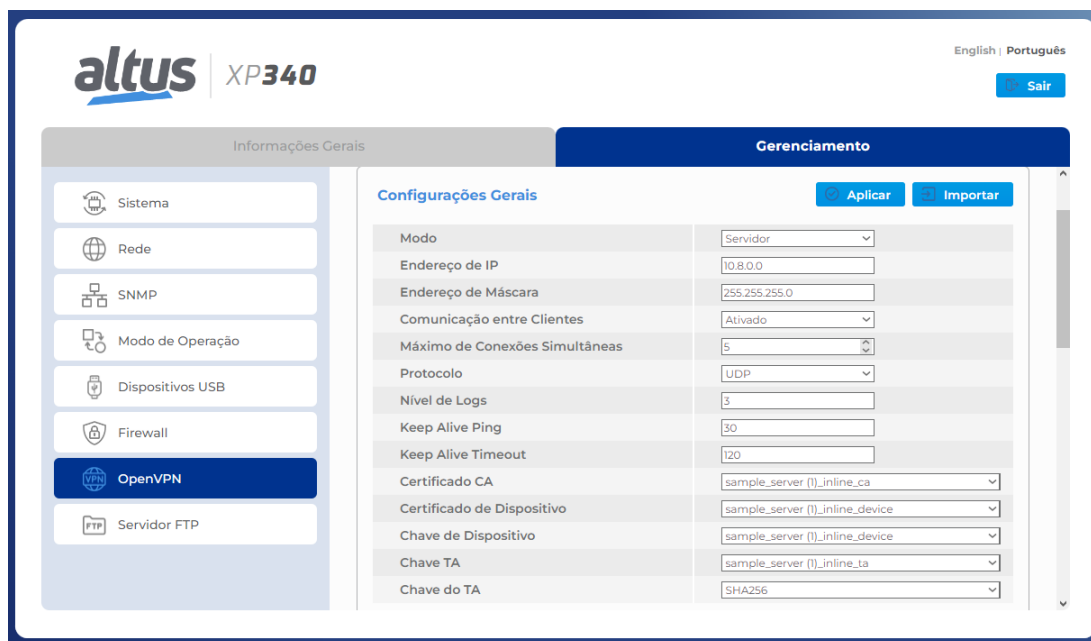 English | Português
altus XP340
Sair
Informações Gerais
Gerenciamento
Sistema
Rede
SNMP
Modo de Operação
Dispositivos USB
Firewall
VPN
OpenVPN
FTP
Servidor FTP
Configurações Gerais
Aplicar
Importar
Modo Servidor
Endereço de IP 10.8.0.0
Endereço de Máscara 255.255.255.0
Comunicação entre Clientes Ativado
Máximo de Conexões Simultâneas 5
Protocolo UDP
Nível de Logs 3
Keep Alive Ping 30
Keep Alive Timeout 120
Certificado CA sample_server (1)_inline_ca
Certificado de Dispositivo sample_server (1)_inline_device
Chave de Dispositivo sample_server (1)_inline_device
Chave TA sample_server (1)_inline_ta
Chave do TA SHA256